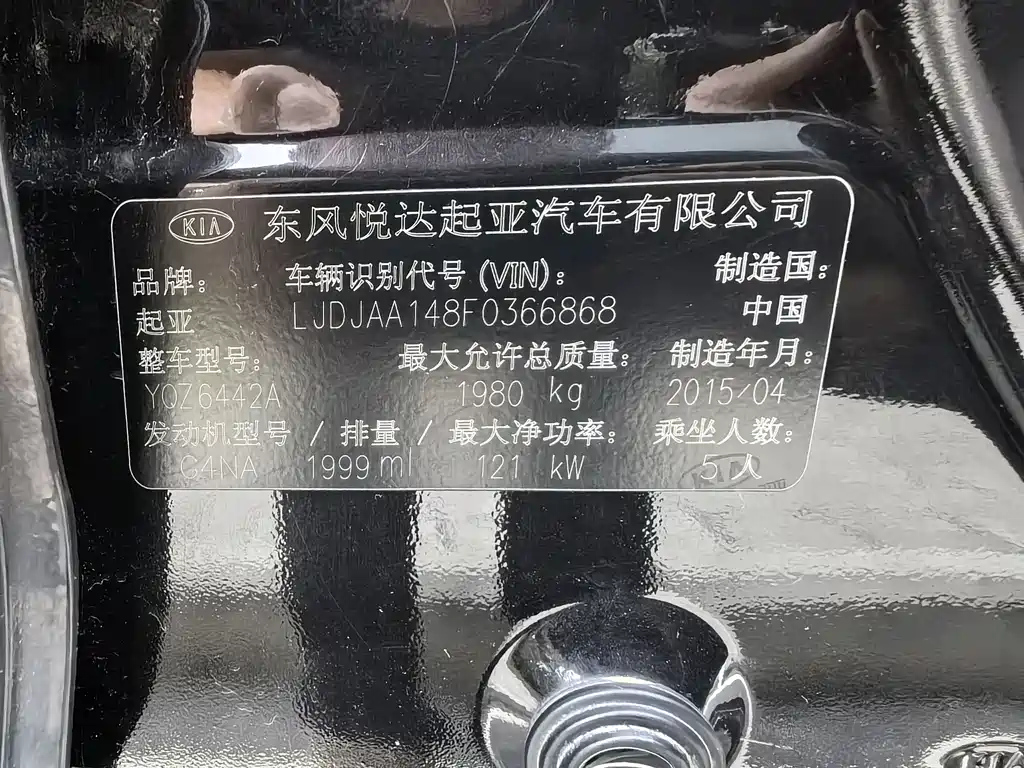 KIA 东风悦达起亚汽车有限公司
品牌: 车辆识别代号(VIN): 制造国:
起亚 LJDJAA148F0366868 中国
整车型号: 最大允许总质量: 制造年月:
YQZ6442A 1980 kg 2015/04
发动机型号 / 排量 / 最大净功率: 乘坐人数:
G4NA 1999ml 121 kW 5人